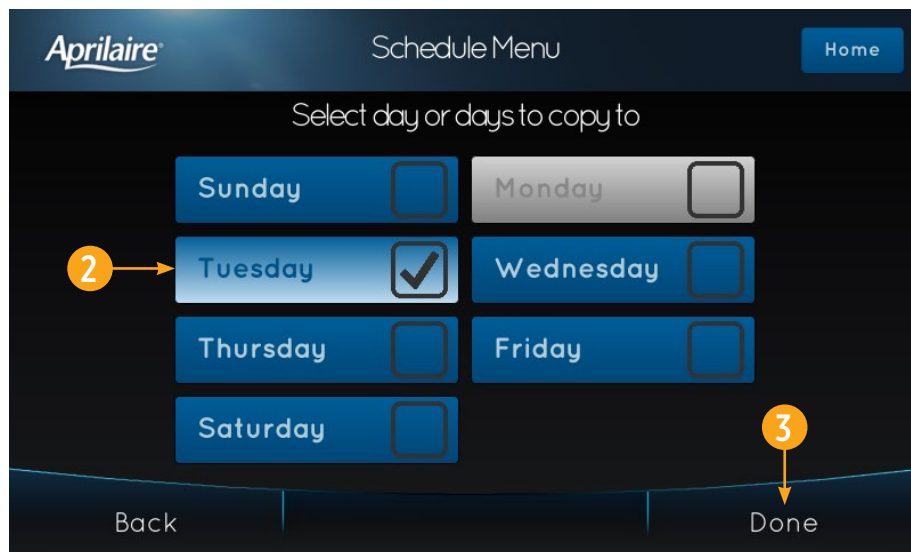 Aprilaire® Schedule Menu Home
Select day or days to copy to
Sunday Monday
2 Tuesday Wednesday
Thursday Friday
Saturday
3
Back Done